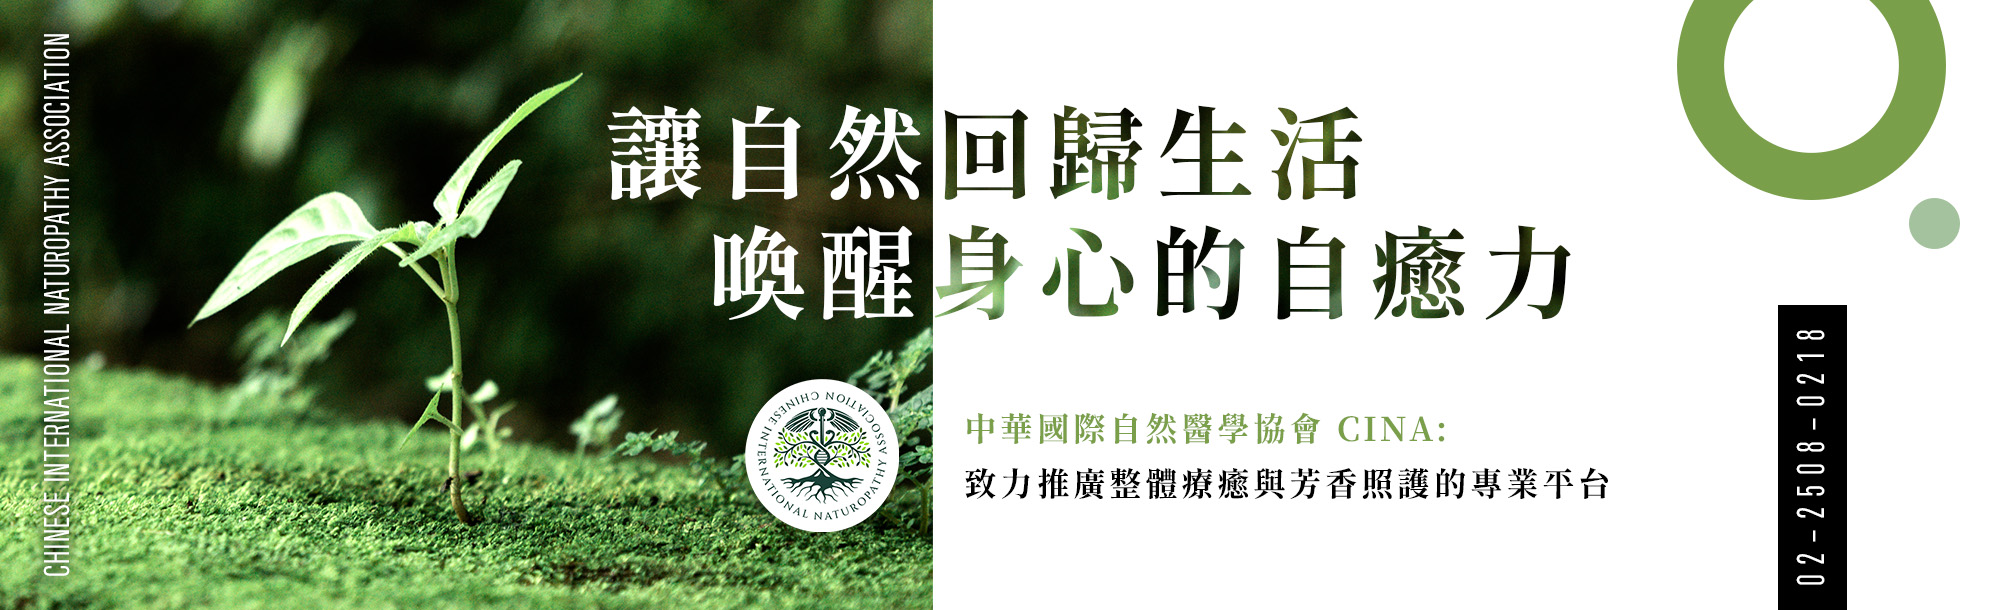 CHINESE INTERNATIONAL NATUROPATHY ASSOCIATION
讓自然回歸生活
喚醒身心的自癒力
CHINESE INTERNATIONAL NATUROPATHY ASSOCIATION
中華國際自然醫學協會 CINA:
致力推廣整體療癒與芳香照護的專業平台
02-2508-0218